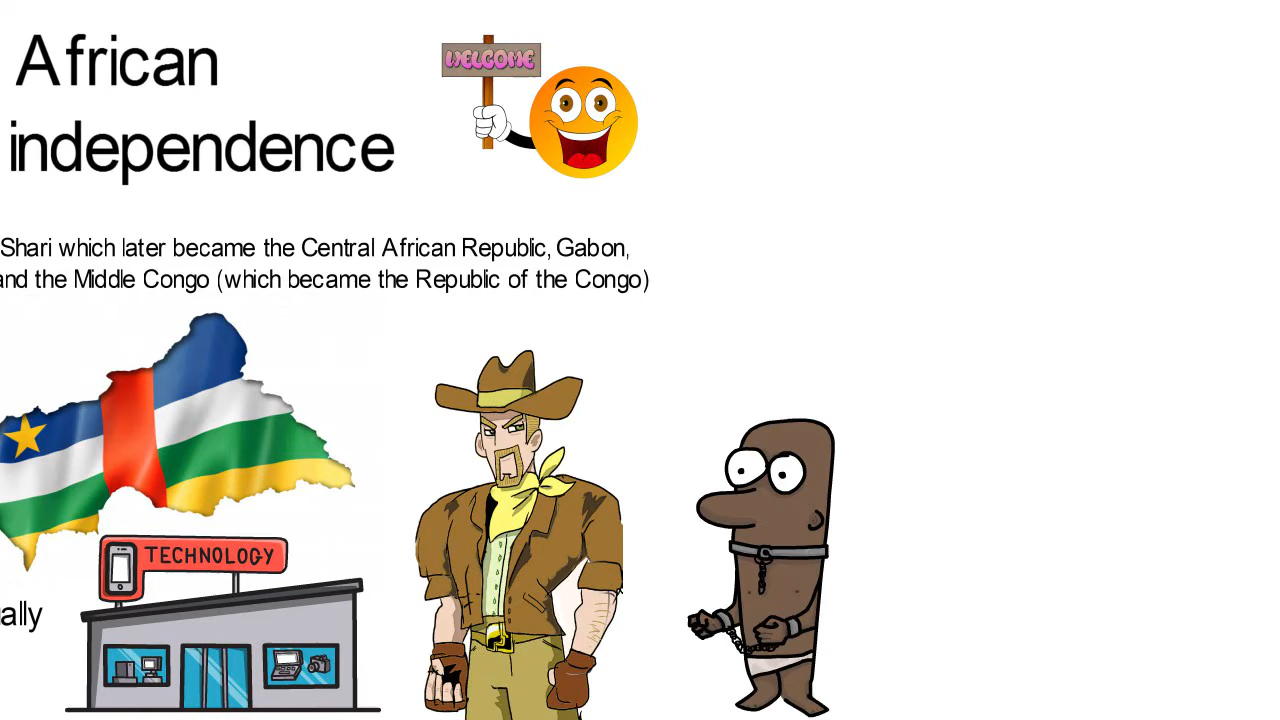 African
independence
WELCOME
Shari which later became the Central African Republic, Gabon,
and the Middle Congo (which became the Republic of the Congo)
TECHNOLOGY
ally